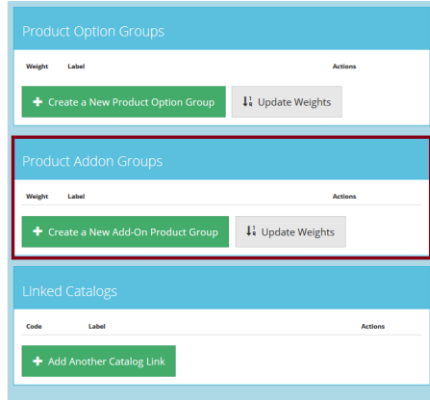 Product Option Groups
Weight Label Actions
Create a New Product Option Group Update Weights
Product Addon Groups
Weight Label Actions
Create a New Add-On Product Group Update Weights
Linked Catalogs
Code Label Actions
Add Another Catalog Link